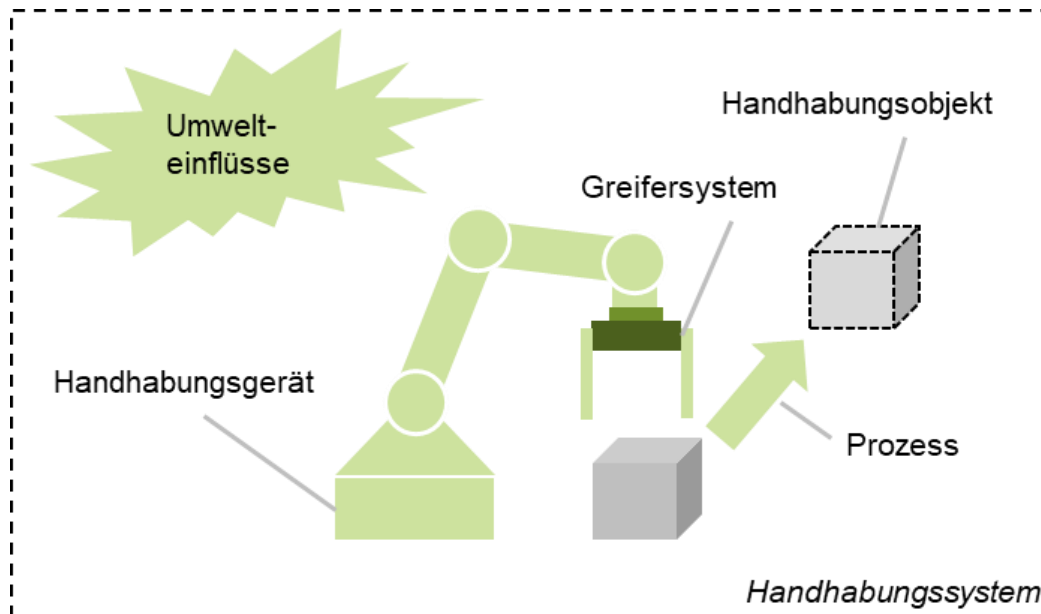 Umwelt-
einflüsse
Handhabungsobjekt
Greifersystem
Handhabungsgerät
Prozess
Handhabungssystem